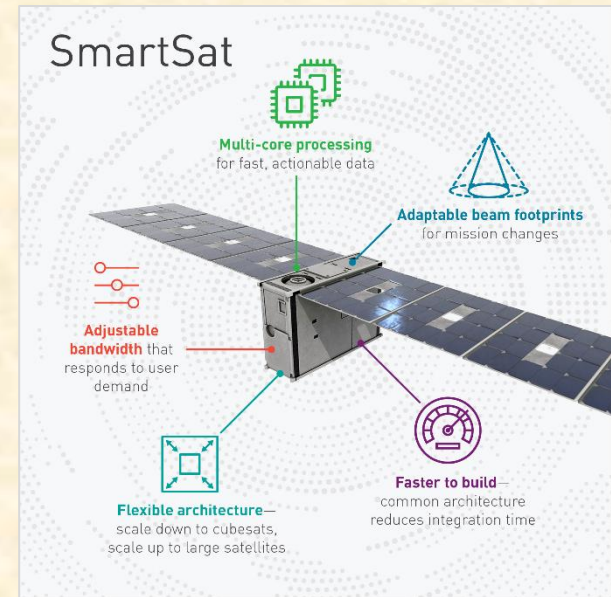 SmartSat
Multi-core processing
for fast, actionable data
Adaptable beam footprints
for mission changes
Adjustable
bandwidth that
responds to user
demand
Flexible architecture—
scale down to cubesats,
scale up to large satellites
Faster to build—
common architecture
reduces integration time